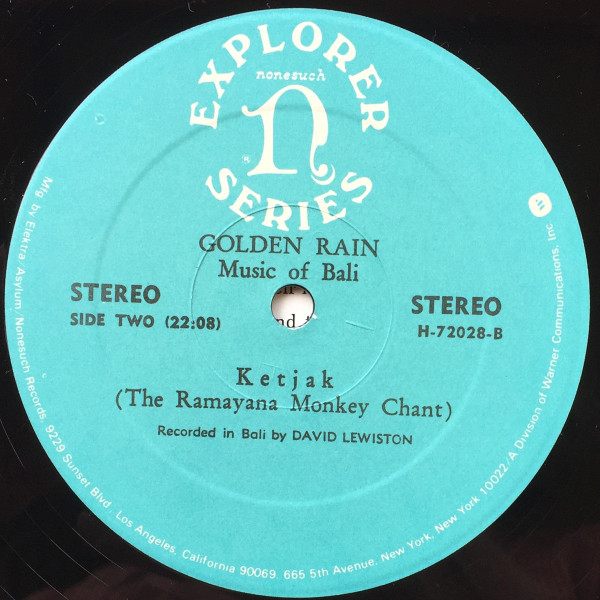 EXPLORER
nonesuch
n
SERIES
GOLDEN RAIN
Music of Bali
STEREO
SIDE TWO (22:08)
STEREO
H-72028-B
Ketjak
(The Ramayana Monkey Chant)
Recorded in Bali by DAVID LEWISTON
Mfg by Elektra/Asylum/Nonesuch Records, 9229 Sunset Blvd., Los Angeles, California 90069. 665 5th Avenue, New York, New York 10022/A Division of Warner Communications, Inc